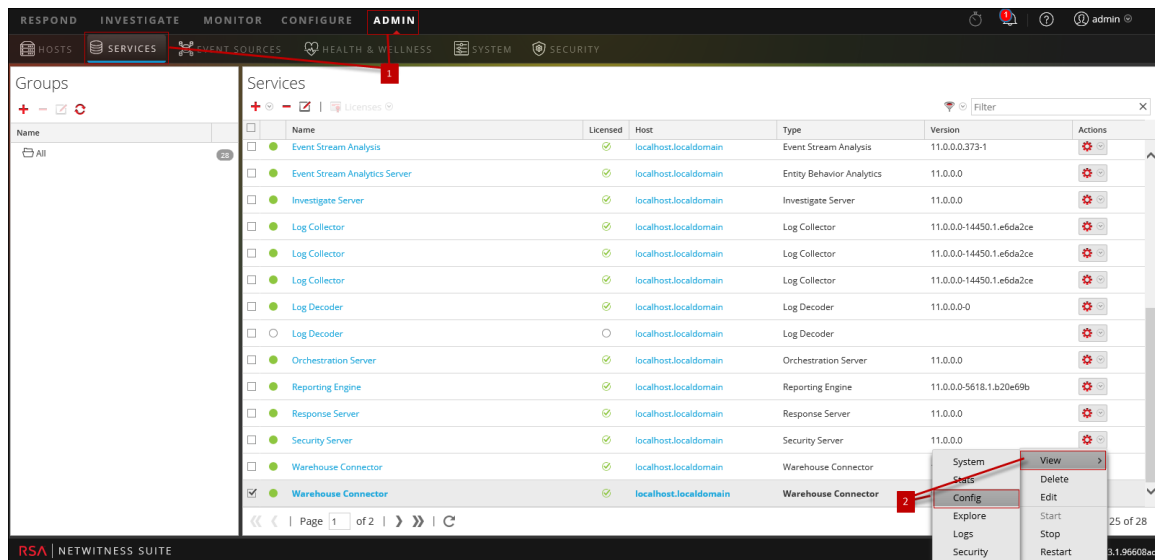 RESPOND INVESTIGATE MONITOR CONFIGURE ADMIN 1 admin
HOSTS SERVICES EVENT SOURCES HEALTH & WELLNESS SYSTEM SECURITY
1
Groups
Name
All 28
Services
Licenses Filter
Name Licensed Host Type Version Actions
Event Stream Analysis localhost.localdomain Event Stream Analysis 11.0.0.0.373-1
Event Stream Analytics Server localhost.localdomain Entity Behavior Analytics 11.0.0.0
Investigate Server localhost.localdomain Investigate Server 11.0.0.0
Log Collector localhost.localdomain Log Collector 11.0.0.0-14450.1.e6da2ce
Log Collector localhost.localdomain Log Collector 11.0.0.0-14450.1.e6da2ce
Log Collector localhost.localdomain Log Collector 11.0.0.0-14450.1.e6da2ce
Log Decoder localhost.localdomain Log Decoder 11.0.0.0-0
Log Decoder localhost.localdomain Log Decoder
Orchestration Server localhost.localdomain Orchestration Server 11.0.0.0
Reporting Engine localhost.localdomain Reporting Engine 11.0.0.0-5618.1.b20e69b
Response Server localhost.localdomain Response Server 11.0.0.0
Security Server localhost.localdomain Security Server 11.0.0.0
Warehouse Connector localhost.localdomain Warehouse Connector
Warehouse Connector localhost.localdomain Warehouse Connector
System
Stats
Config
Explore
Logs
Security
View
Delete
Edit
Start
Stop
Restart
2
Page 1 of 2
25 of 28
RSA NETWITNESS SUITE